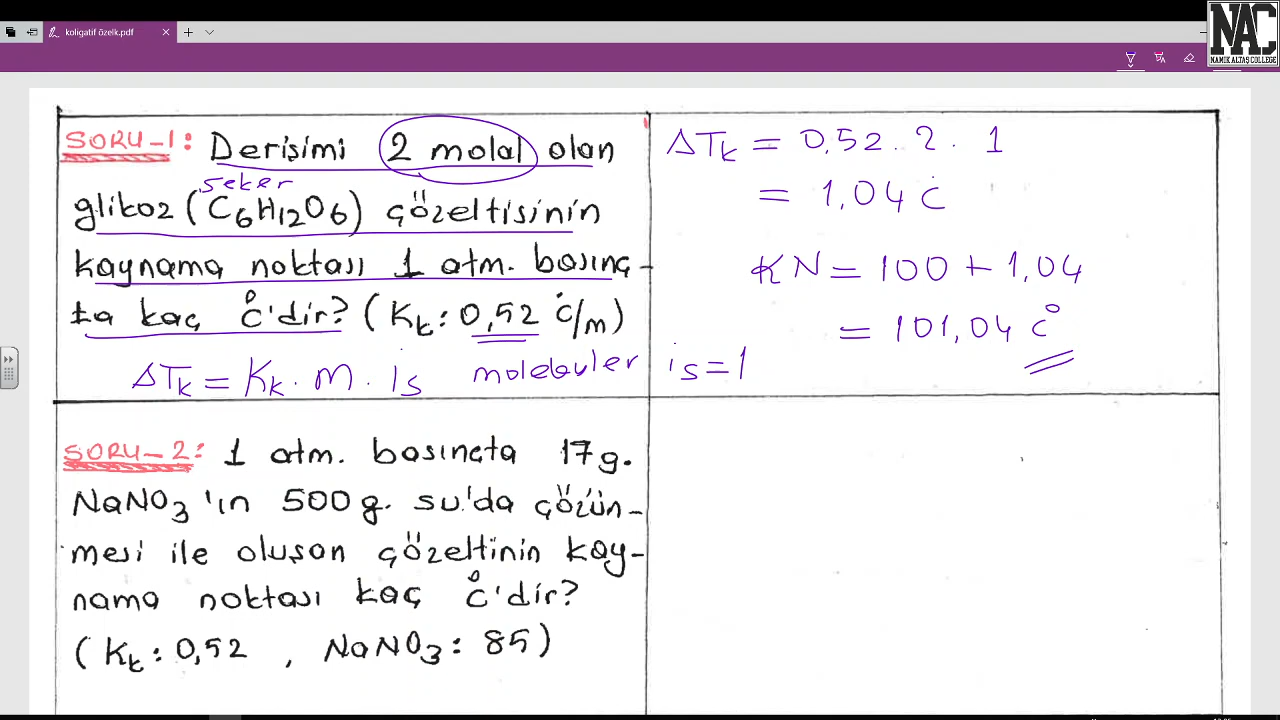 koligatif özelk.pdf
NAC
NAMIK ALTAŞ COLLEGE
SORU-1: Derişimi 2 molal olan
şeker
glikoz (C6H12O6) çözeltisinin
kaynama noktası 1 atm. basınç-
ta kaç °C'dir? (Kk: 0,52 °C/m)
ΔTk = Kk . m . is molekuler is = 1
ΔTk = 0,52 . 2 . 1
= 1,04 °C
KN = 100 + 1,04
= 101,04 C°
SORU-2: 1 atm. basınçta 17g.
NaNO3'ın 500g. su'da çözün-
mesi ile oluşan çözeltinin kay-
nama noktası kaç °C'dir?
(Kk: 0,52 , NaNO3: 85)